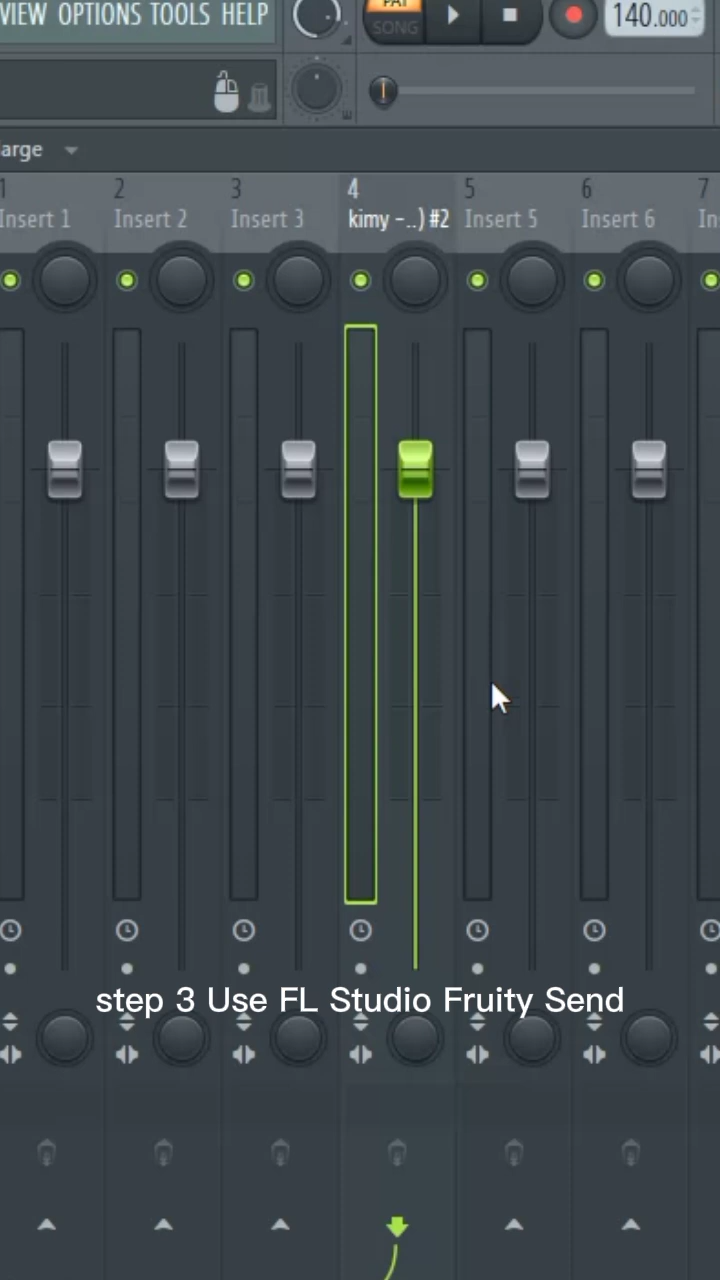 VIEW OPTIONS TOOLS HELP
PAT
SONG
140.000
arge
1 2 3 4 5 6 7
Insert 1 Insert 2 Insert 3 kimy -..) #2 Insert 5 Insert 6 In
step 3 Use FL Studio Fruity Send